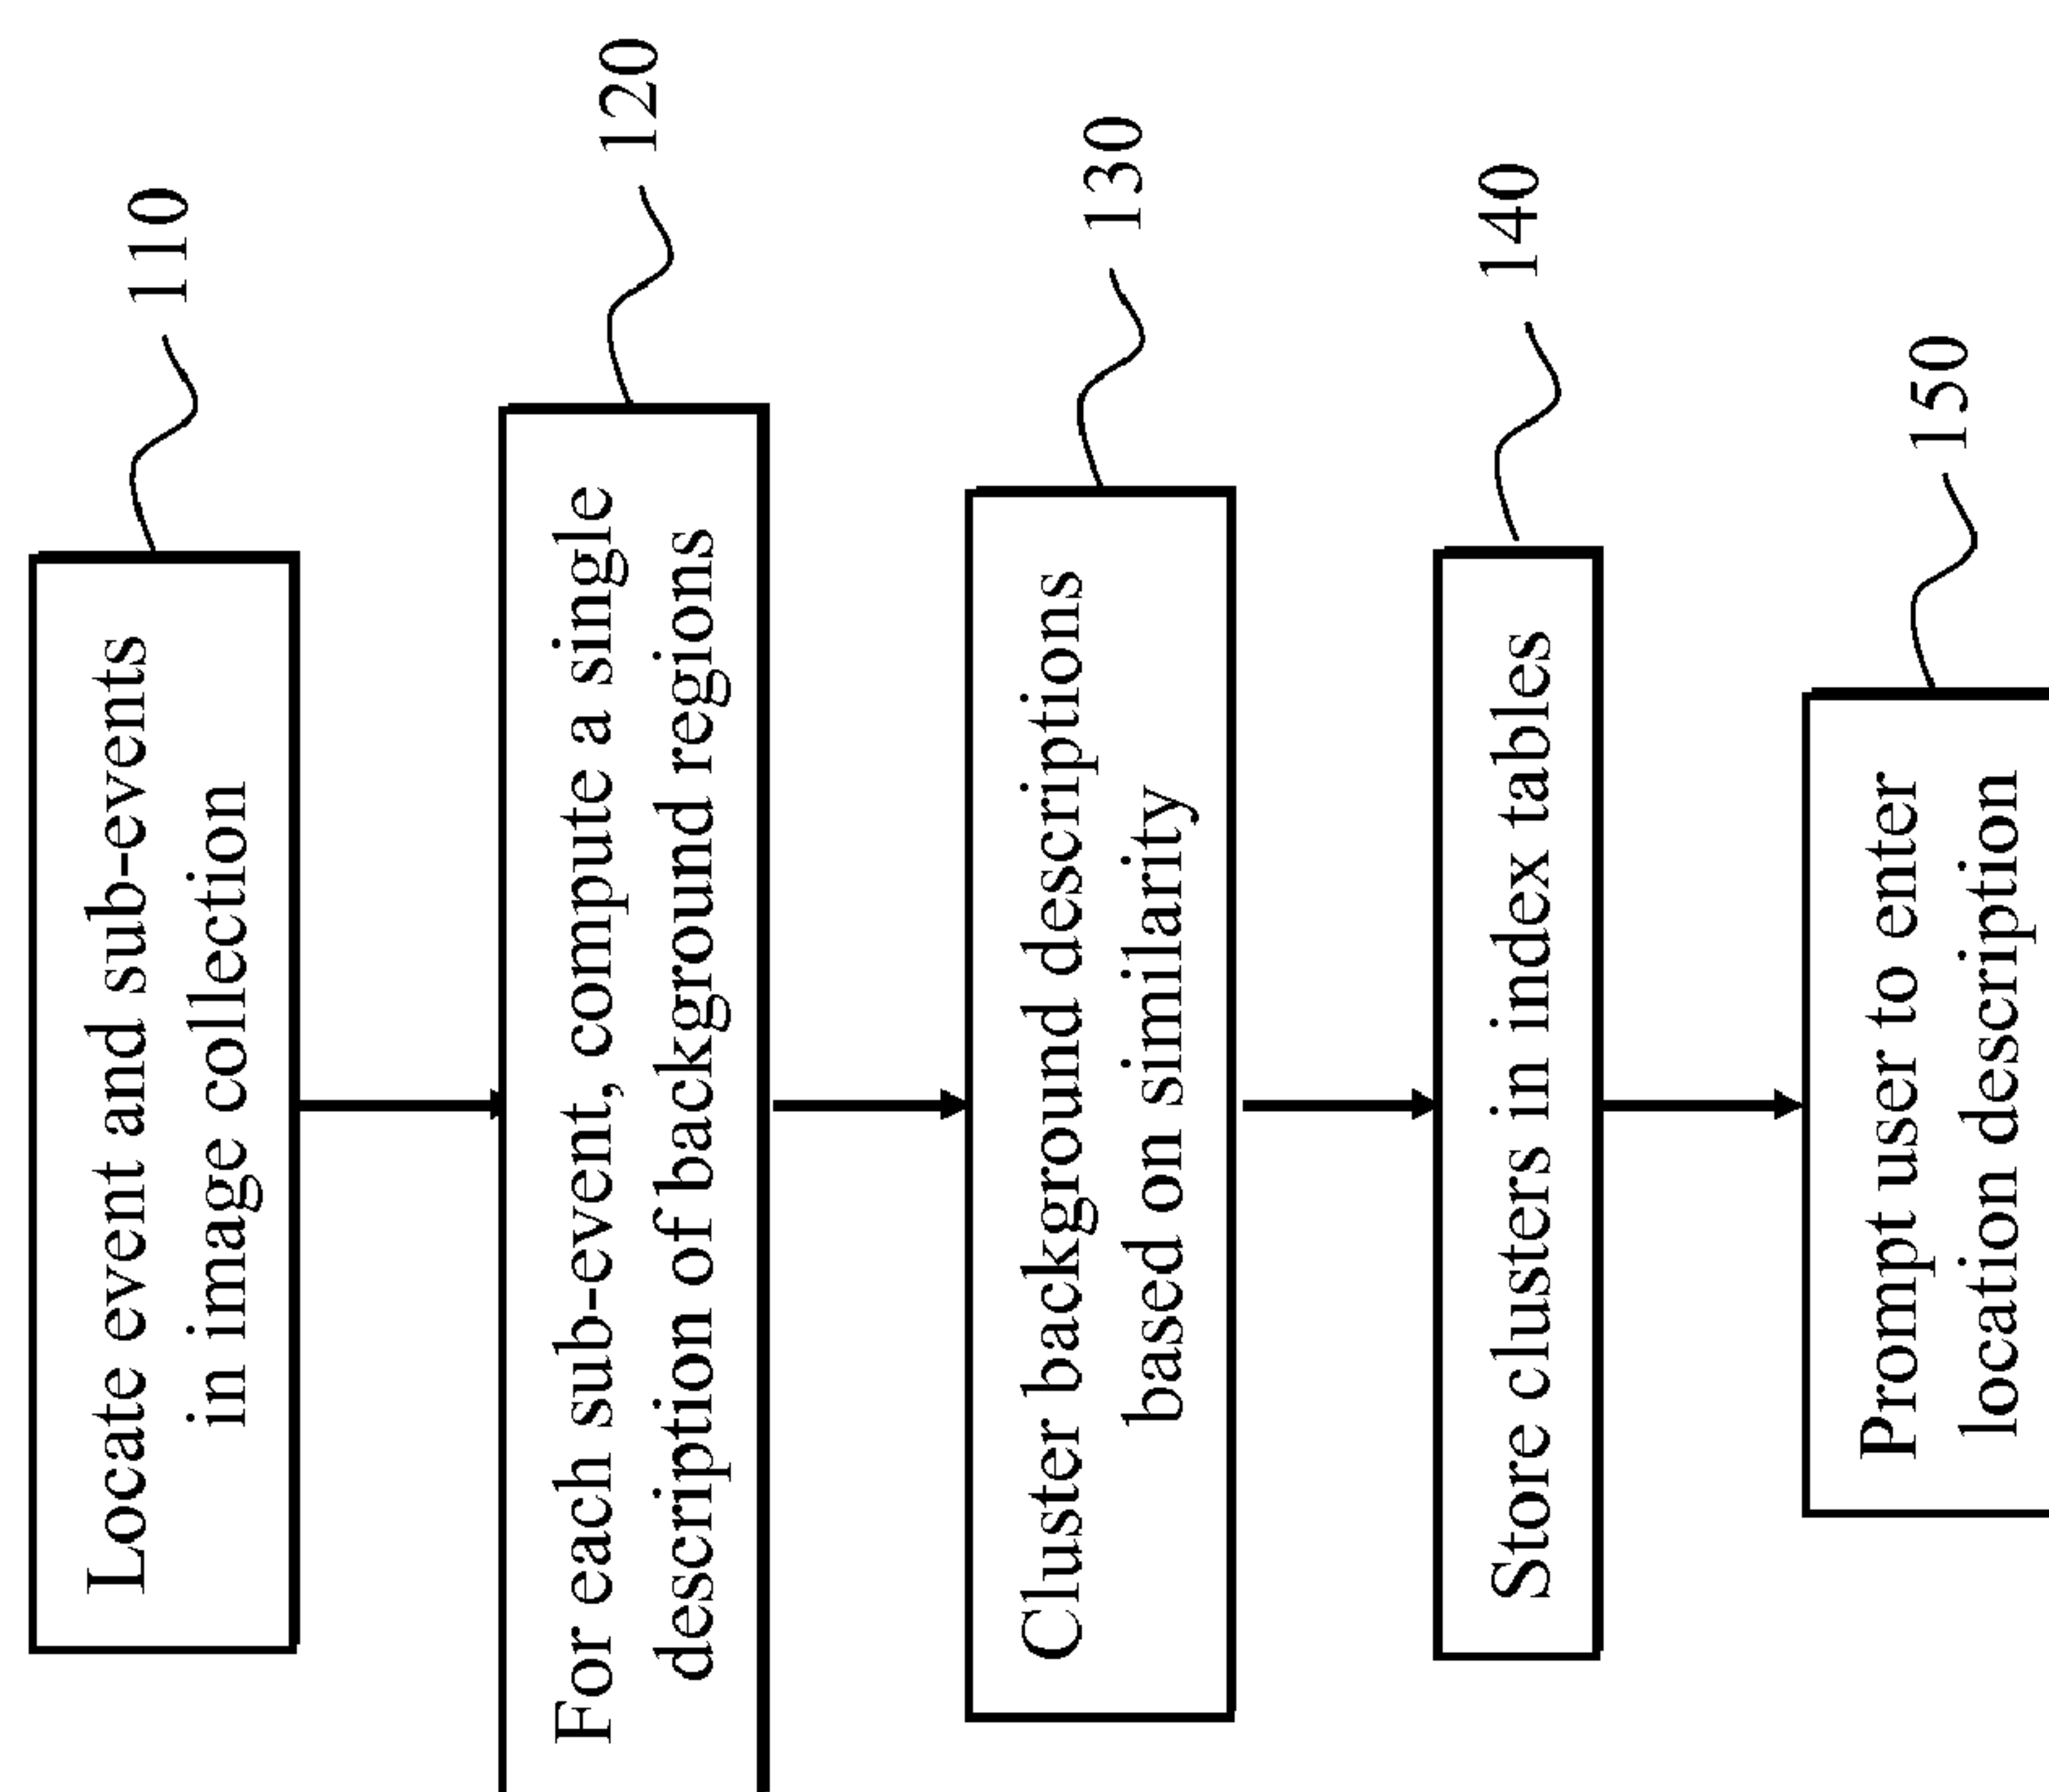 Locate event and sub-events
in image collection
110
For each sub-event, compute a single
description of background regions
120
Cluster background descriptions
based on similarity
130
Store clusters in index tables
140
Prompt user to enter
location description
150